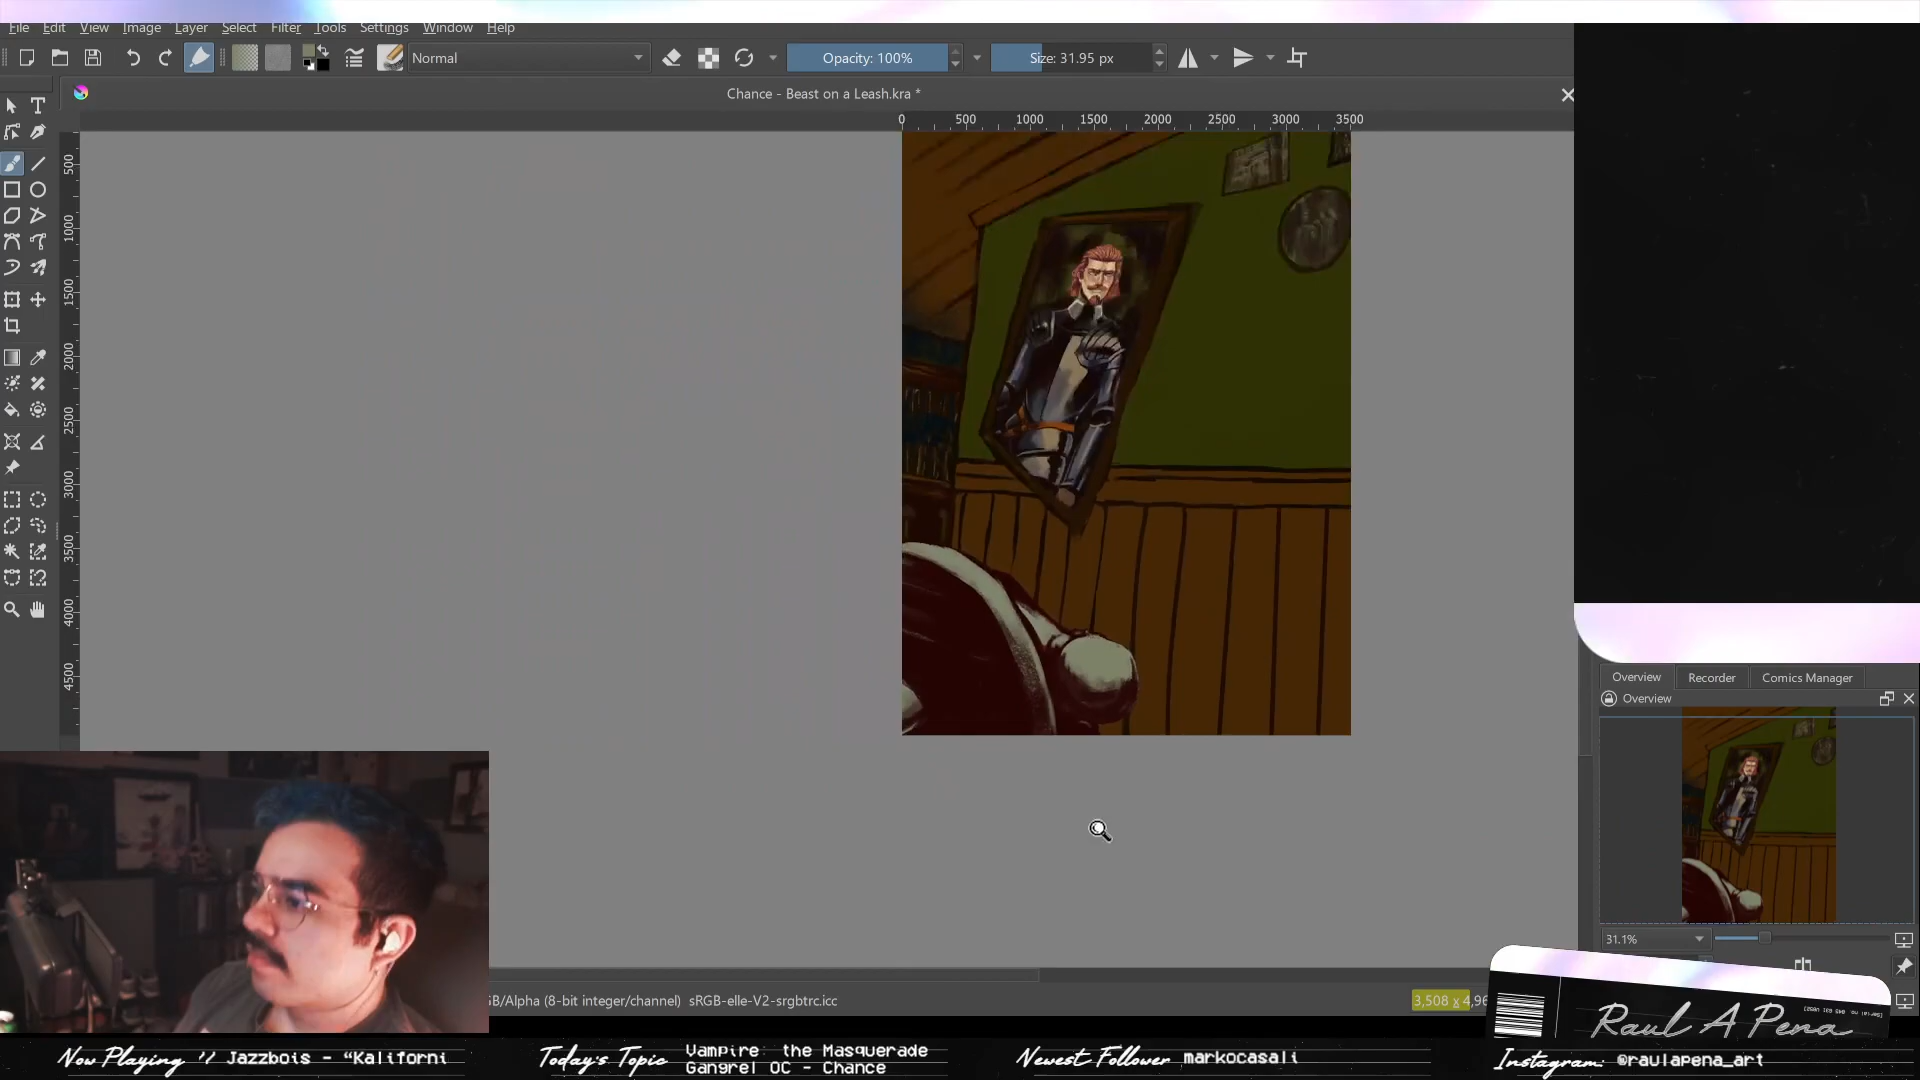 File Edit View Image Layer Select Filter Tools Settings Window Help
Normal
Opacity: 100%
Size: 31.95 px
Chance - Beast on a Leash.kra *
0 500 1000 1500 2000 2500 3000 3500
500
1000
1500
2000
2500
3000
3500
4000
4500
Overview Recorder Comics Manager
Overview
31.1%
GB/Alpha (8-bit integer/channel) sRGB-elle-V2-srgbtrc.icc
3,508 x 4,96
Raul A Pena
Now Playing // Jazzbois - “Kaliforni
Today's Topic
Vampire: the Masquerade
Gangrel OC - Chance
Newest Follower markocasali
Instagram: @raulapena_art